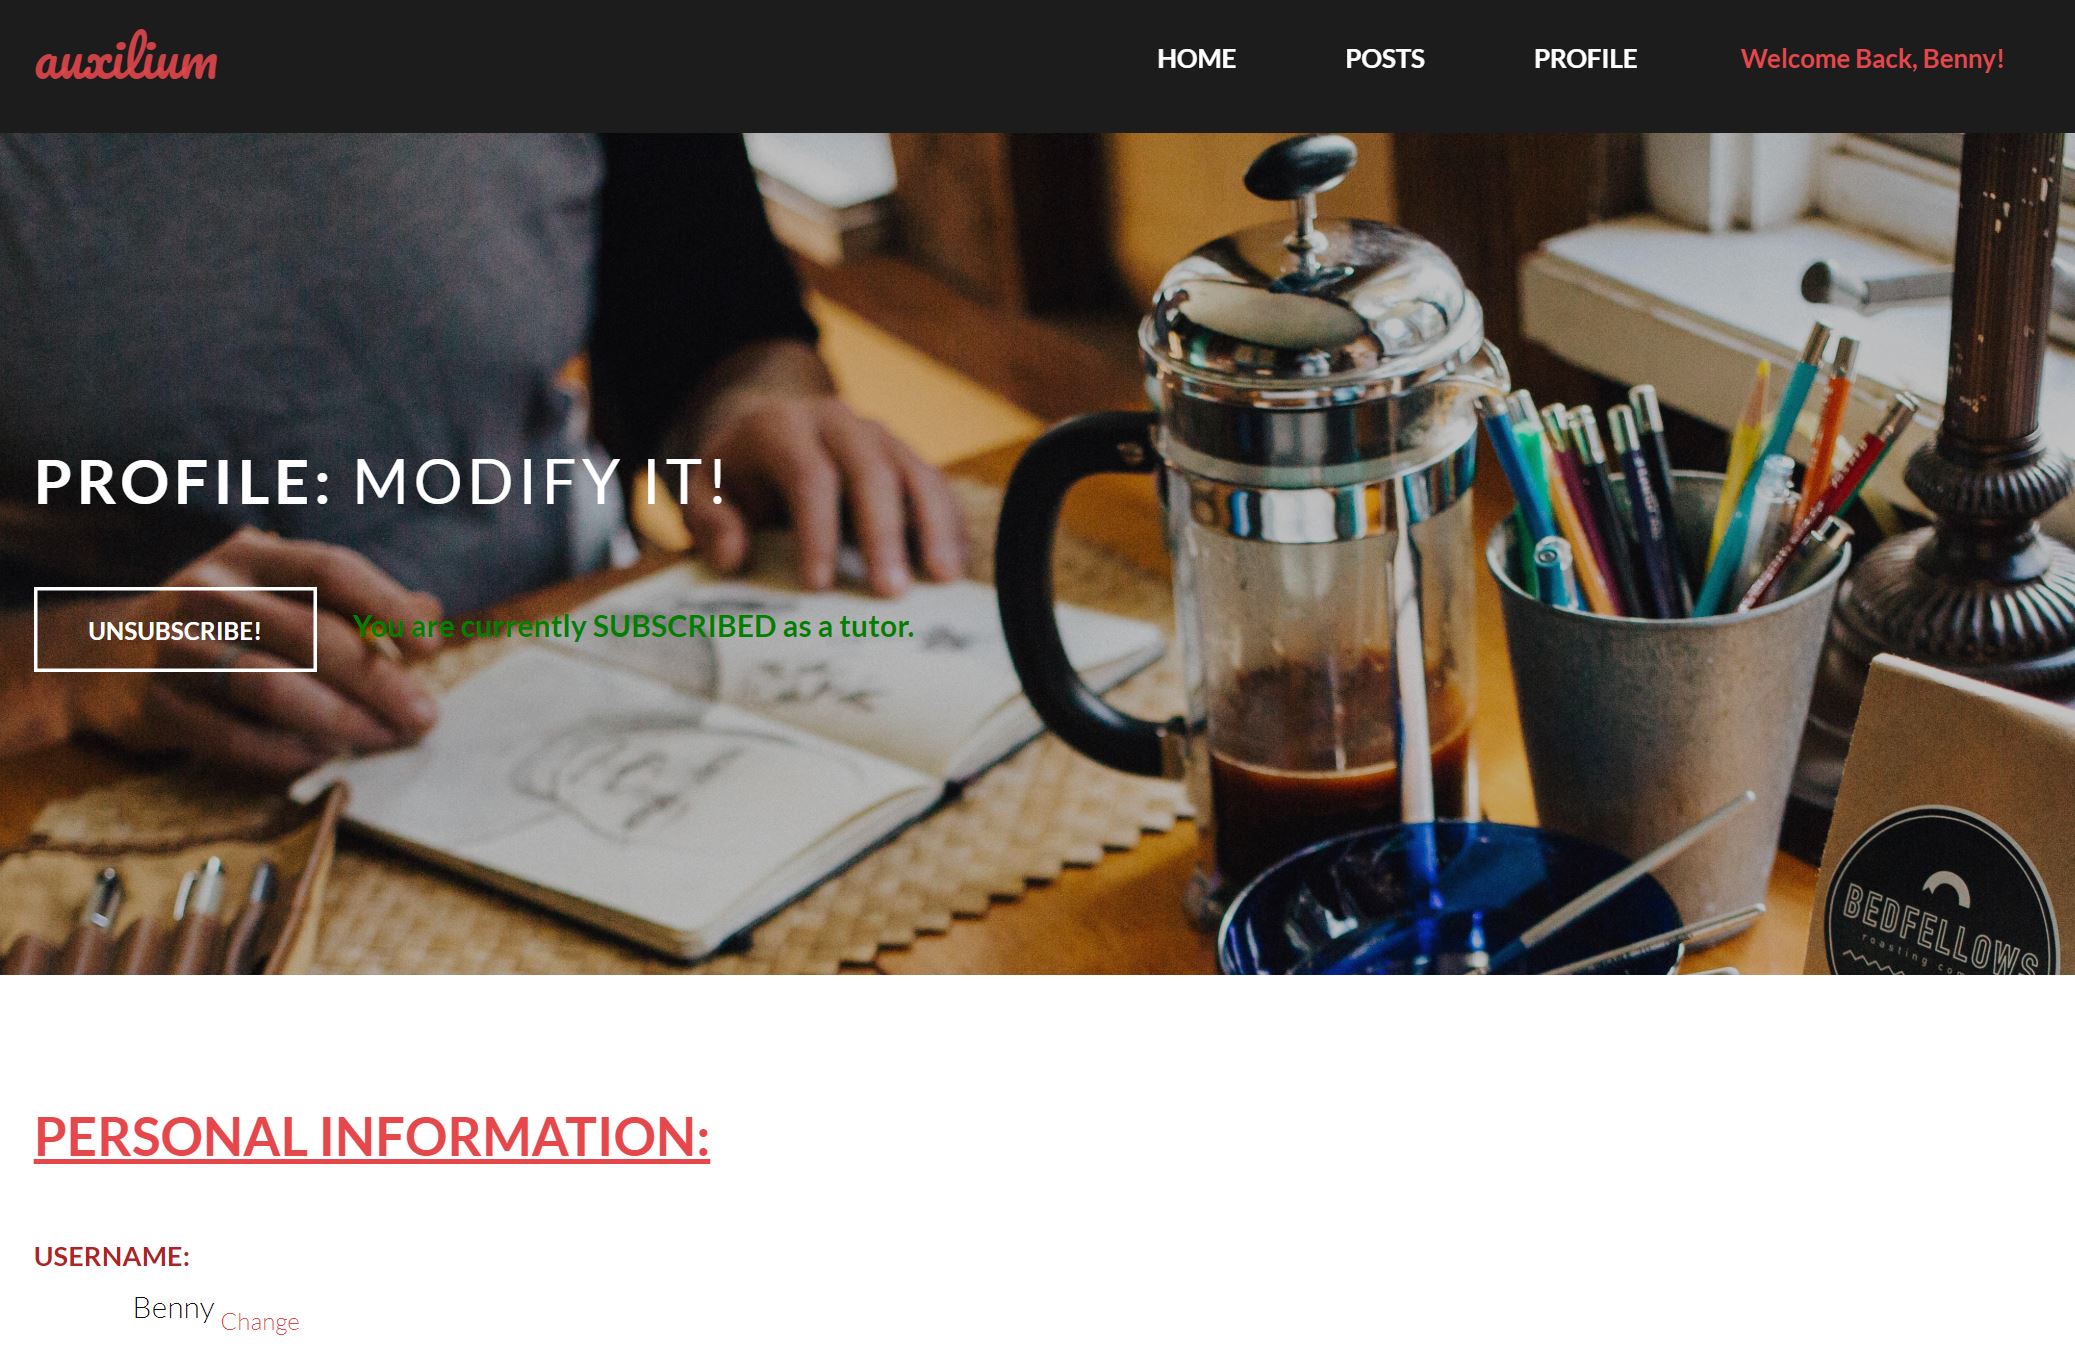 auxilium
HOME POSTS PROFILE Welcome Back, Benny!
PROFILE: MODIFY IT!
UNSUBSCRIBE! You are currently SUBSCRIBED as a tutor.
BEDFELLOWS
roasting
PERSONAL INFORMATION:
USERNAME:
Benny Change